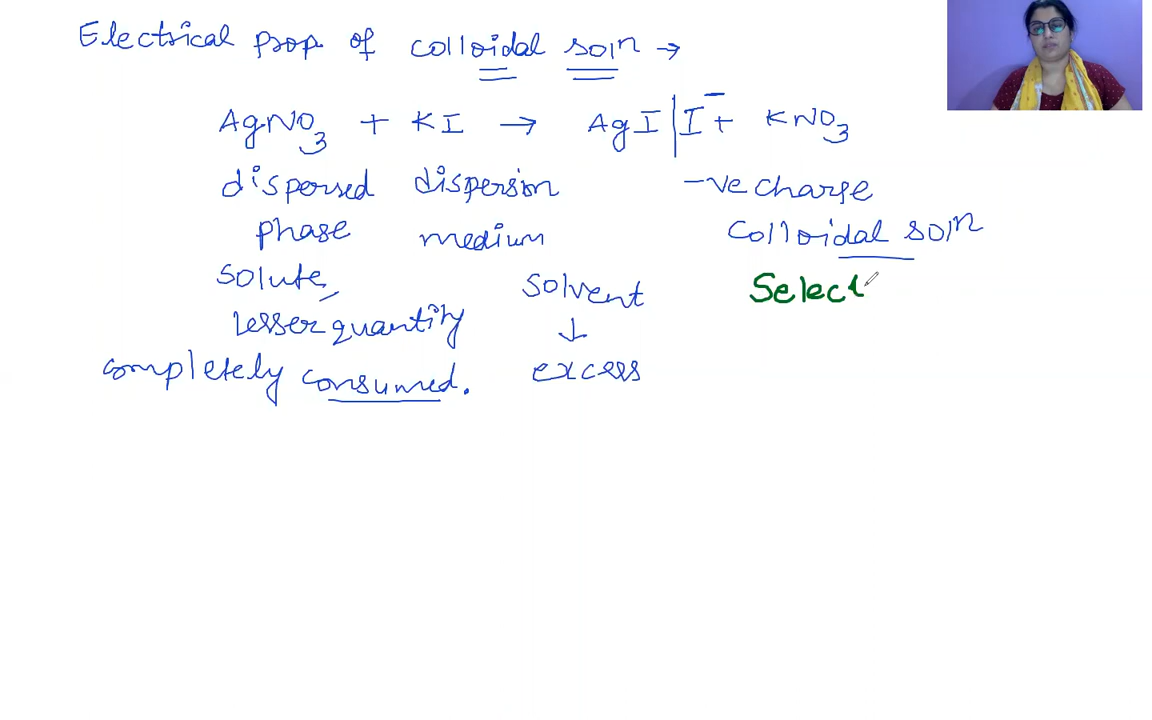 Electrical prop. of colloidal soln →
AgNO3 + KI → AgI | I⁻ + KNO3
dispersed dispersion -ve charge
phase medium colloidal soln
solute, solvent Select
lesser quantity ↓
completely consumed. excess